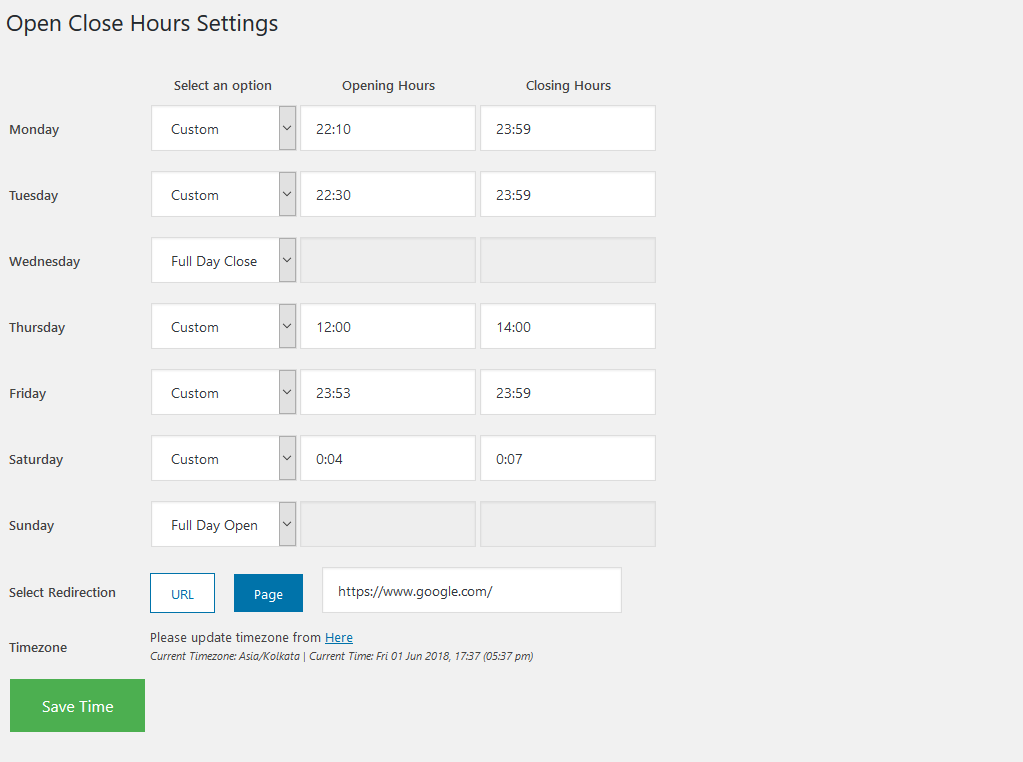 Open Close Hours Settings
Select an option Opening Hours Closing Hours
Monday Custom 22:10 23:59
Tuesday Custom 22:30 23:59
Wednesday Full Day Close
Thursday Custom 12:00 14:00
Friday Custom 23:53 23:59
Saturday Custom 0:04 0:07
Sunday Full Day Open
Select Redirection URL Page https://www.google.com/
Timezone Please update timezone from Here
Current Timezone: Asia/Kolkata | Current Time: Fri 01 Jun 2018, 17:37 (05:37 pm)
Save Time